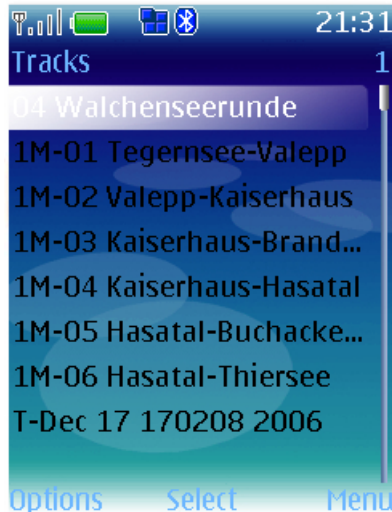 21:31
Tracks 1
04 Walchenseerunde
1M-01 Tegernsee-Valepp
1M-02 Valepp-Kaiserhaus
1M-03 Kaiserhaus-Brand...
1M-04 Kaiserhaus-Hasatal
1M-05 Hasatal-Buchacke...
1M-06 Hasatal-Thiersee
T-Dec 17 170208 2006
Options Select Menu